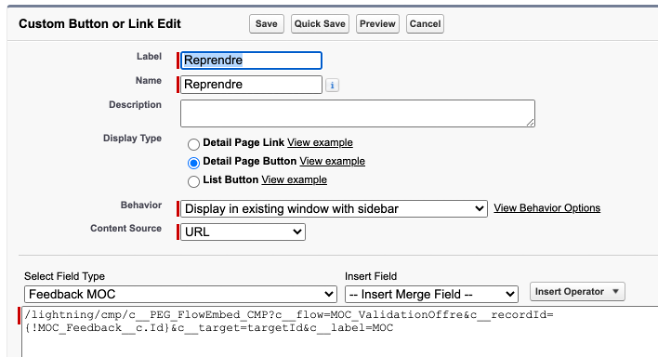 Custom Button or Link Edit Save Quick Save Preview Cancel
Label Reprendre
Name Reprendre i
Description
Display Type
Detail Page Link View example
Detail Page Button View example
List Button View example
Behavior Display in existing window with sidebar View Behavior Options
Content Source URL
Select Field Type Insert Field
Feedback MOC -- Insert Merge Field -- Insert Operator
/lightning/cmp/c__PEG_FlowEmbed_CMP?c__flow=MOC_ValidationOffre&c__recordId=
{!MOC_Feedback__c.Id}&c__target=targetId&c__label=MOC